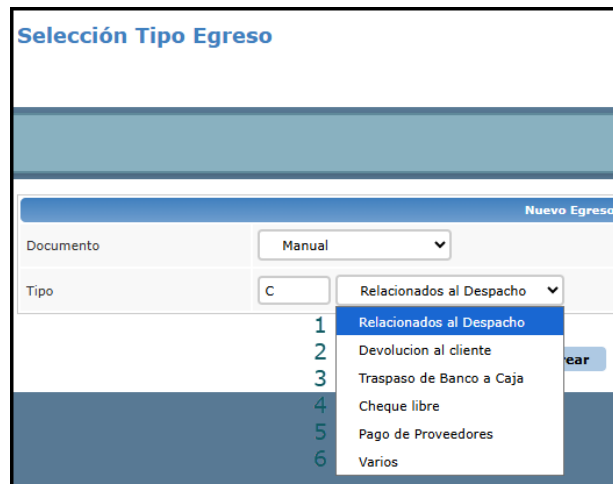 Selección Tipo Egreso
Nuevo Egreso
Documento Manual
Tipo C Relacionados al Despacho
1 Relacionados al Despacho
2 Devolucion al cliente
3 Traspaso de Banco a Caja
4 Cheque libre
5 Pago de Proveedores
6 Varios